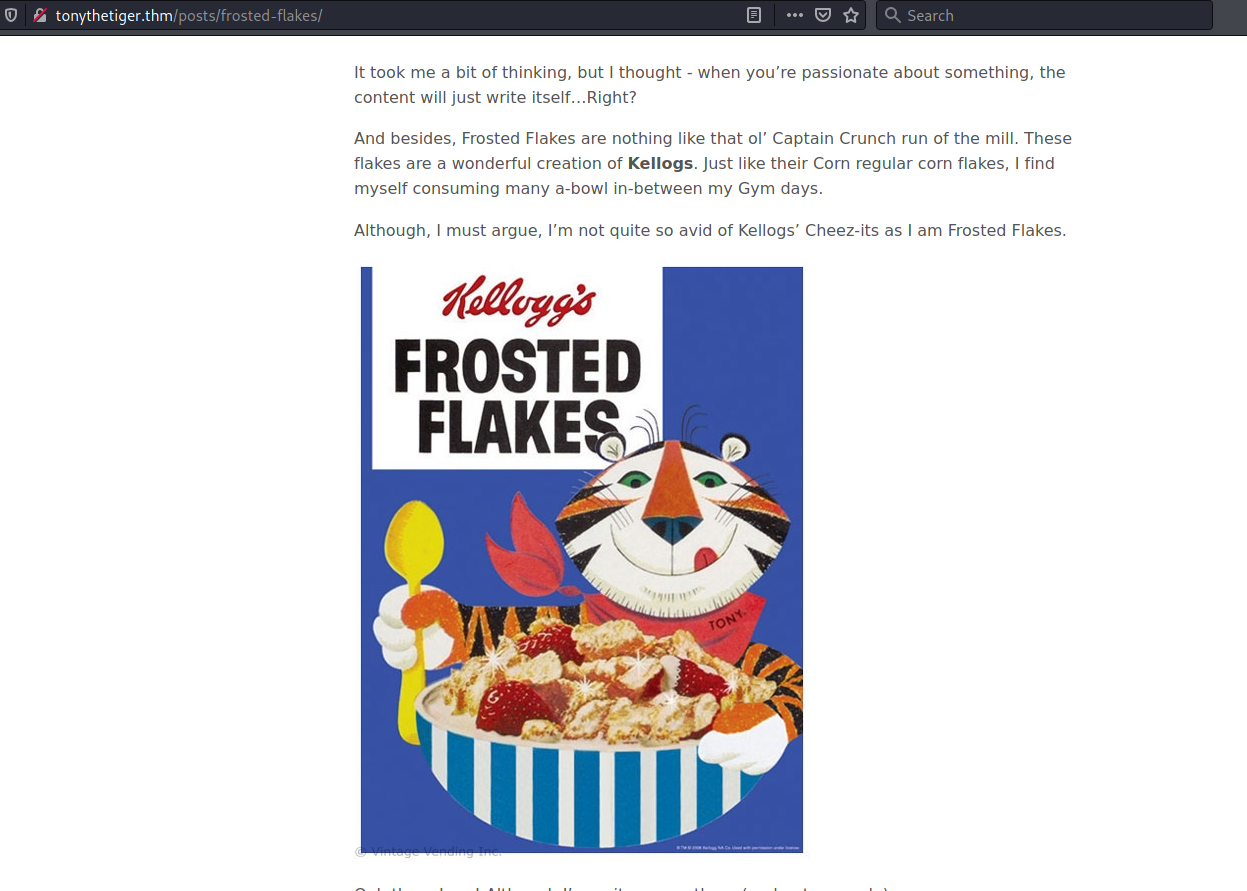 tonythetiger.thm/posts/frosted-flakes/
Search
It took me a bit of thinking, but I thought - when you’re passionate about something, the
content will just write itself…Right?
And besides, Frosted Flakes are nothing like that ol’ Captain Crunch run of the mill. These
flakes are a wonderful creation of Kellogs. Just like their Corn regular corn flakes, I find
myself consuming many a-bowl in-between my Gym days.
Although, I must argue, I’m not quite so avid of Kellogs’ Cheez-its as I am Frosted Flakes.
Kellogg's
FROSTED
FLAKES
TONY.
© Vintage Vending Inc.